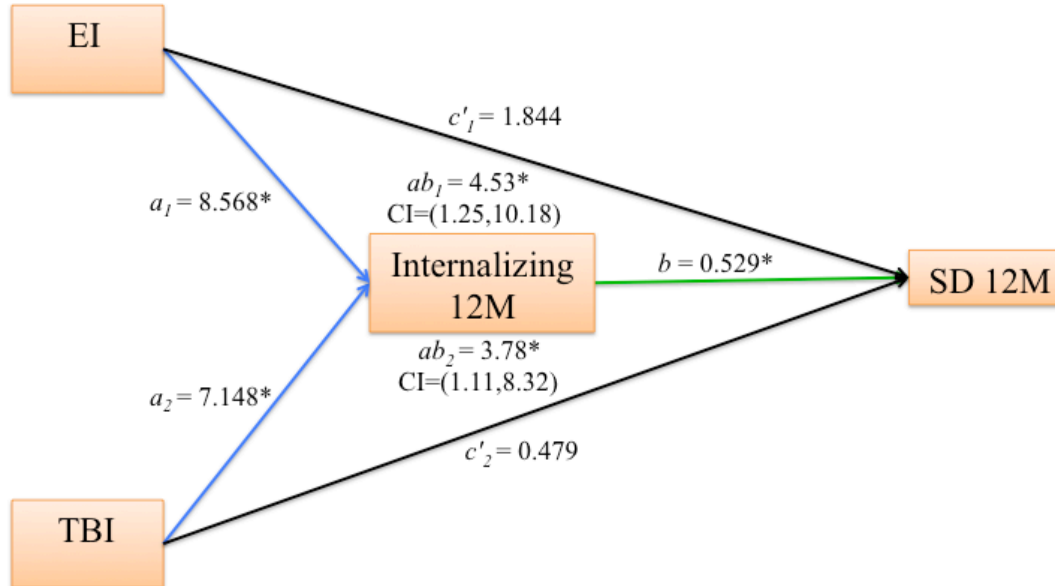 EI
c'1 = 1.844
a1 = 8.568*
ab1 = 4.53*
CI=(1.25,10.18)
Internalizing
12M
b = 0.529*
SD 12M
ab2 = 3.78*
CI=(1.11,8.32)
a2 = 7.148*
c'2 = 0.479
TBI